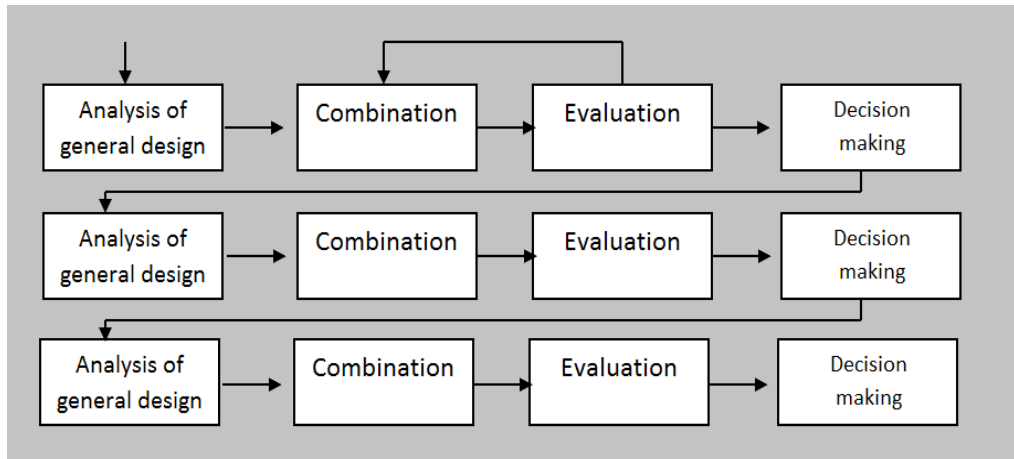 Analysis of
general design
Combination
Evaluation
Decision
making
Analysis of
general design
Combination
Evaluation
Decision
making
Analysis of
general design
Combination
Evaluation
Decision
making